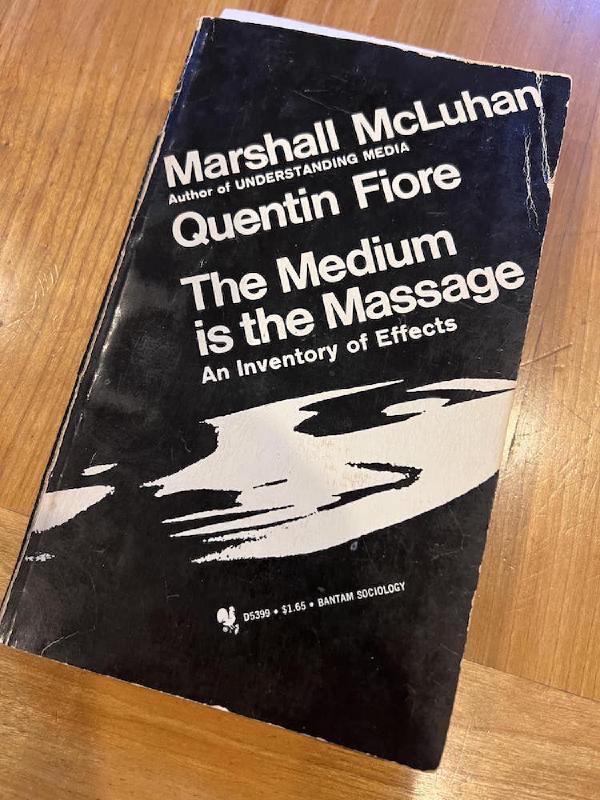 Marshall McLuhan
Author of UNDERSTANDING MEDIA
Quentin Fiore
The Medium
is the Massage
An Inventory of Effects
D5399 • $1.65 • BANTAM SOCIOLOGY